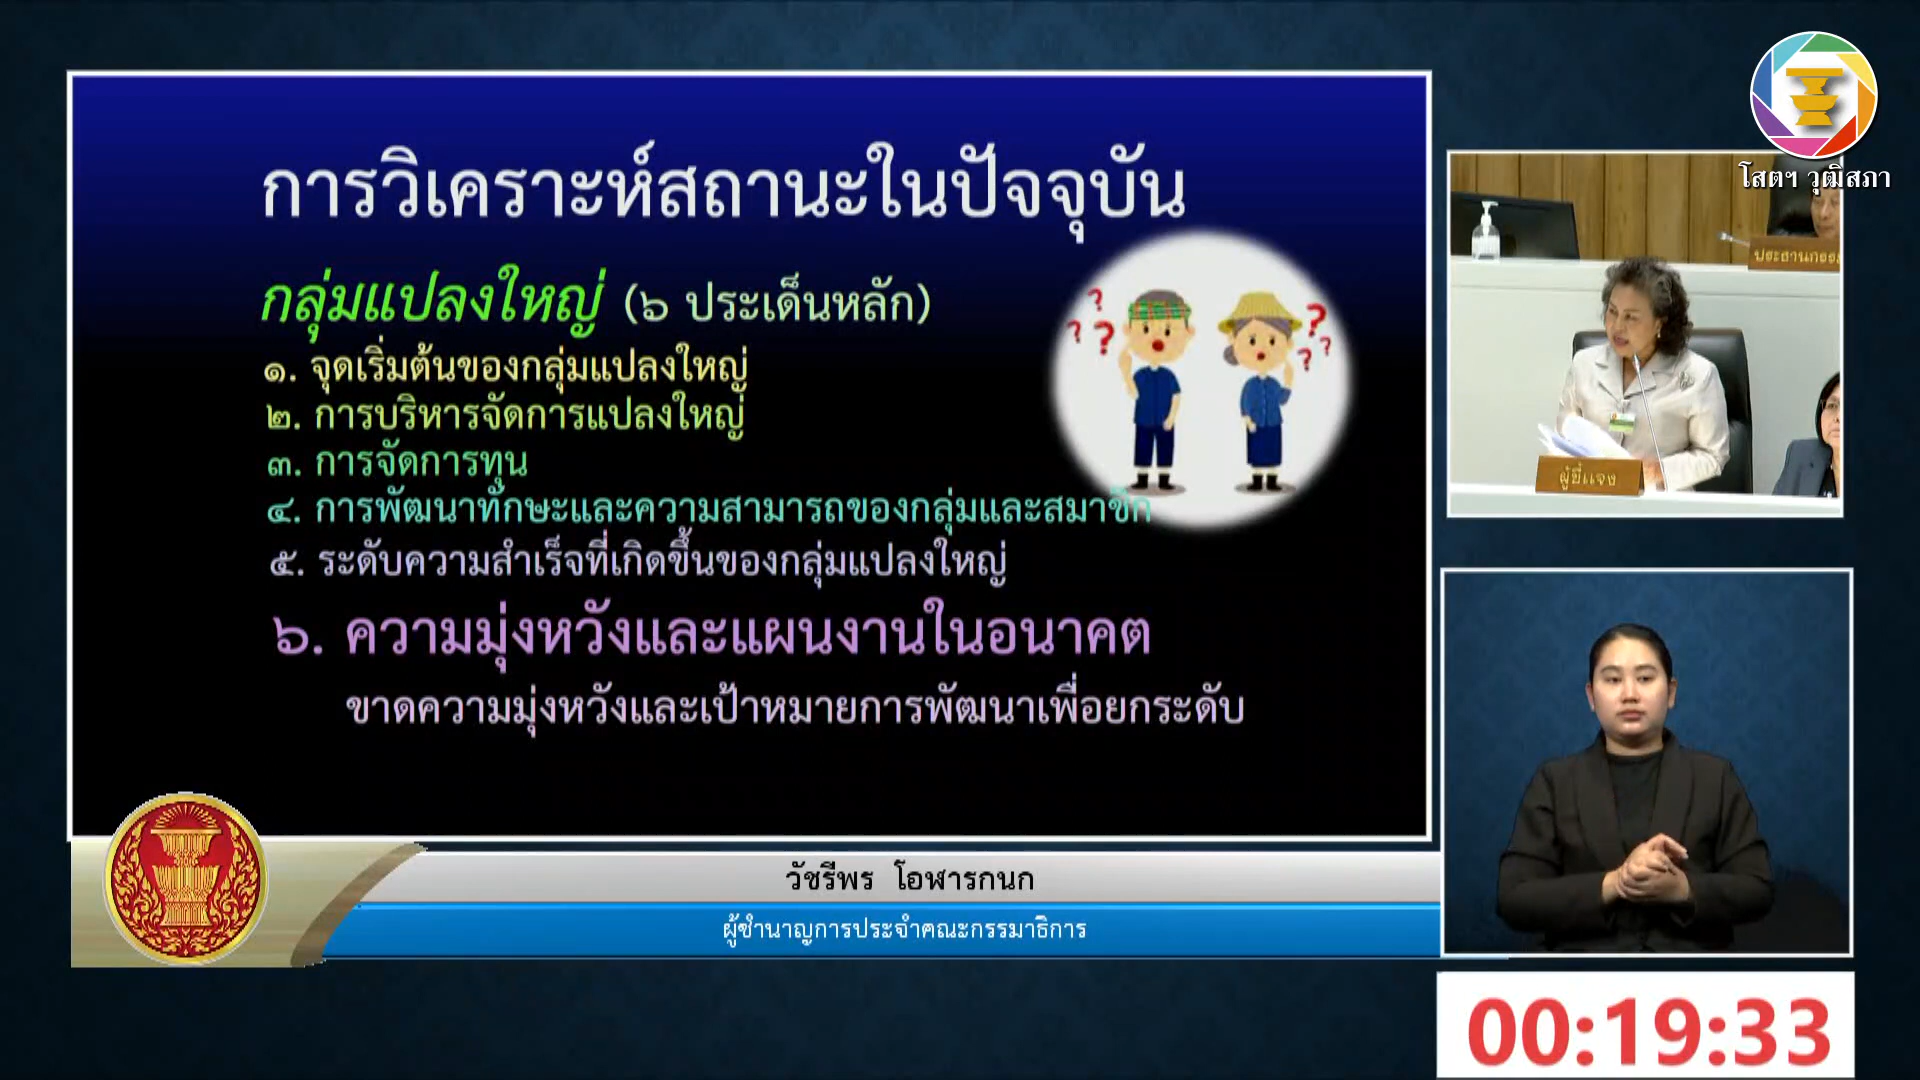 โสตฯ วุฒิสภา
การวิเคราะห์สถานะในปัจจุบัน
กลุ่มแปลงใหญ่ (๖ ประเด็นหลัก)
๑. จุดเริ่มต้นของกลุ่มแปลงใหญ่
๒. การบริหารจัดการแปลงใหญ่
๓. การจัดการทุน
๔. การพัฒนาทักษะและความสามารถของกลุ่มและสมาชิก
๕. ระดับความสำเร็จที่เกิดขึ้นของกลุ่มแปลงใหญ่
๖. ความมุ่งหวังและแผนงานในอนาคต
ขาดความมุ่งหวังและเป้าหมายการพัฒนาเพื่อยกระดับ
? ? ? ? ? ?
ผู้ชี้แจง
วัชรีพร โอฬารกนก
ผู้ชำนาญการประจำคณะกรรมาธิการ
00:19:33